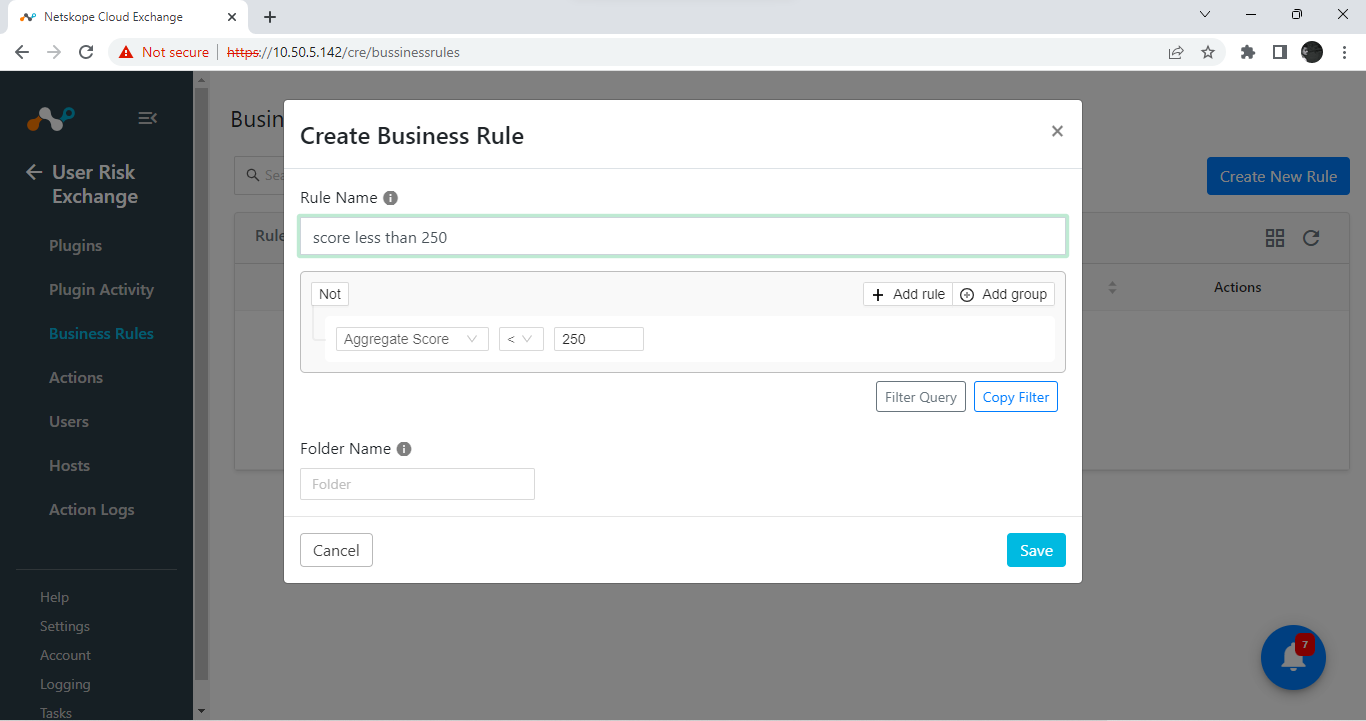 Netskope Cloud Exchange
Not secure
https://10.50.5.142/cre/bussinessrules
User Risk
Exchange
Plugins
Plugin Activity
Business Rules
Actions
Users
Hosts
Action Logs
Help
Settings
Account
Logging
Tasks
Busin
Sea
Create New Rule
Rule
Actions
Create Business Rule
Rule Name
score less than 250
Not
Add rule
Add group
Aggregate Score
<
250
Filter Query
Copy Filter
Folder Name
Folder
Cancel
Save
7